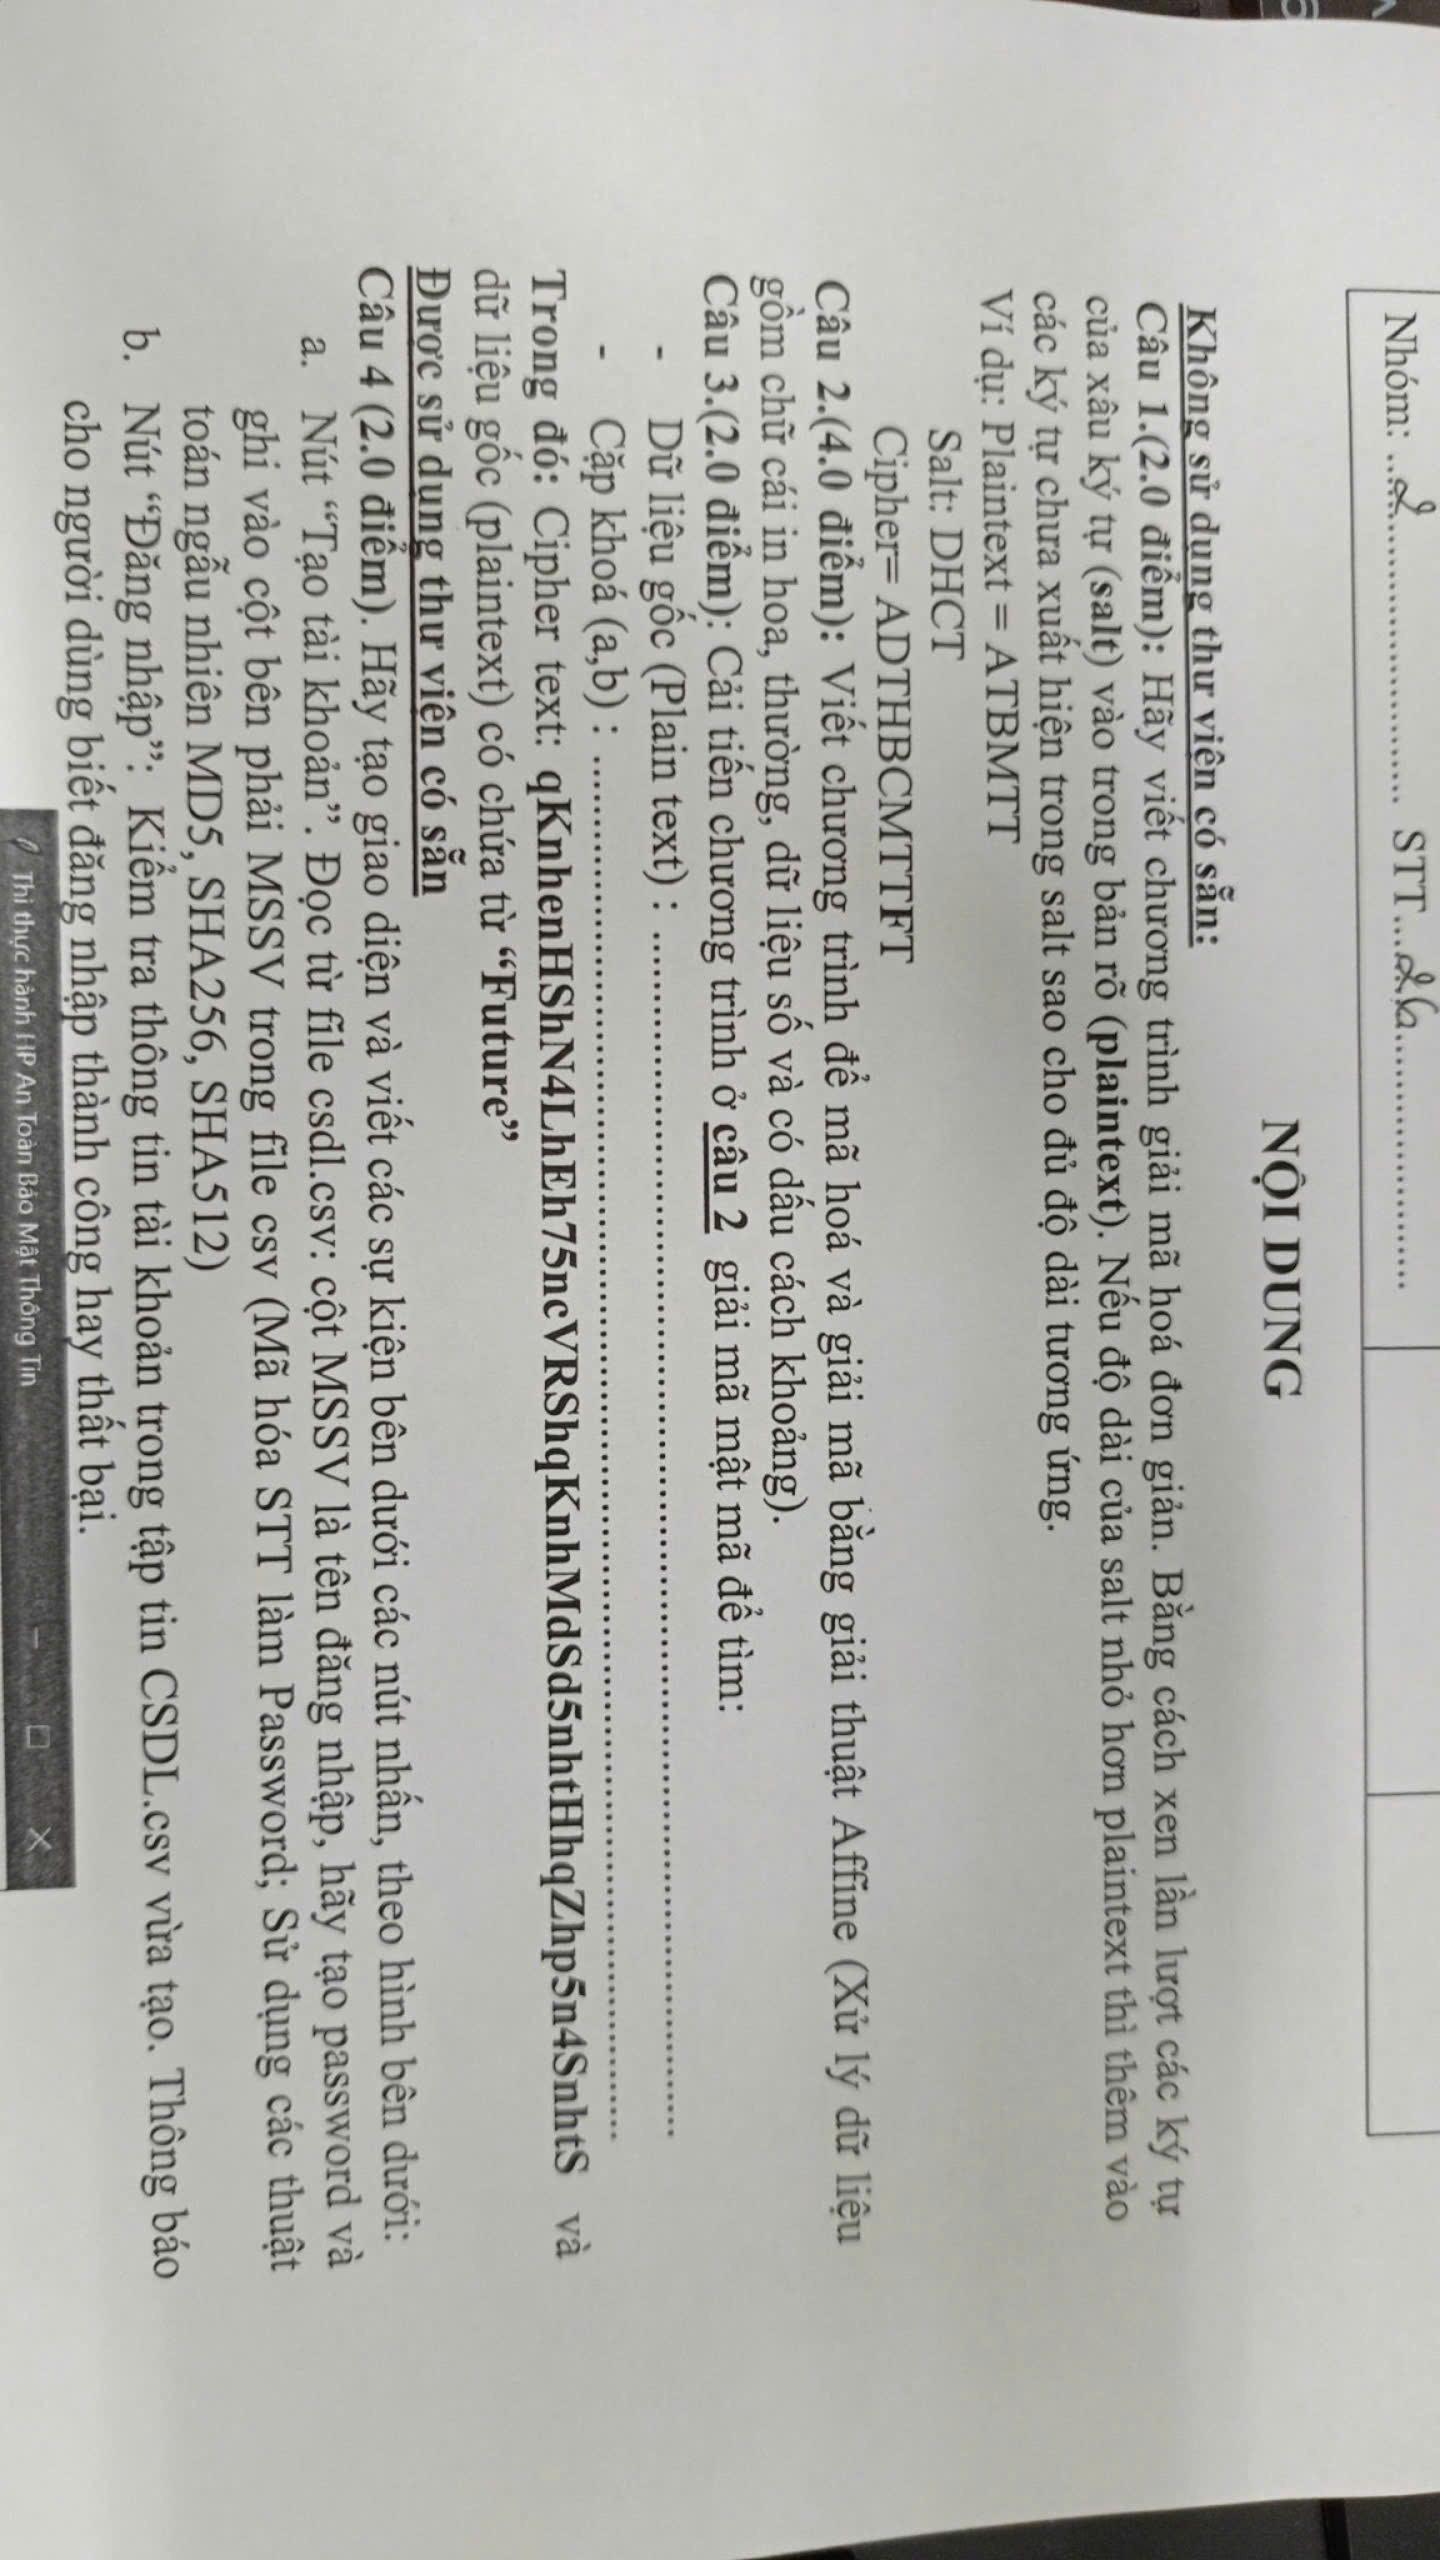 Nhóm: ..2............................ STT...26..........................
NỘI DUNG
Không sử dụng thư viện có sẵn:
Câu 1.(2.0 điểm): Hãy viết chương trình giải mã hoá đơn giản. Bằng cách xen lần lượt các ký tự
của xâu ký tự (salt) vào trong bản rõ (plaintext). Nếu độ dài của salt nhỏ hơn plaintext thì thêm vào
các ký tự chưa xuất hiện trong salt sao cho đủ độ dài tương ứng.
Ví dụ: Plaintext = ATBMTT
Salt: DHCT
Cipher= ADTHBCMTTFT
Câu 2.(4.0 điểm): Viết chương trình để mã hoá và giải mã bằng giải thuật Affine (Xử lý dữ liệu
gồm chữ cái in hoa, thường, dữ liệu số và có dấu cách khoảng).
Câu 3.(2.0 điểm): Cải tiến chương trình ở câu 2 giải mã mật mã để tìm:
- Dữ liệu gốc (Plain text) : ....................................................................................................
- Cặp khoá (a,b) : ....................................................................................................
Trong đó: Cipher text: qKnhenHShN4LhEh75ncVRShqKnhMdSd5nhtHhqZhp5n4SnhtS và
dữ liệu gốc (plaintext) có chứa từ “Future”
Được sử dụng thư viện có sẵn
Câu 4 (2.0 điểm). Hãy tạo giao diện và viết các sự kiện bên dưới các nút nhấn, theo hình bên dưới:
a. Nút “Tạo tài khoản”. Đọc từ file csdl.csv: cột MSSV là tên đăng nhập, hãy tạo password và
ghi vào cột bên phải MSSV trong file csv (Mã hóa STT làm Password; Sử dụng các thuật
toán ngẫu nhiên MD5, SHA256, SHA512)
b. Nút “Đăng nhập”: Kiểm tra thông tin tài khoản trong tập tin CSDL.csv vừa tạo. Thông báo
cho người dùng biết đăng nhập thành công hay thất bại.
Thi thực hành HP An Toàn Bảo Mật Thông Tin